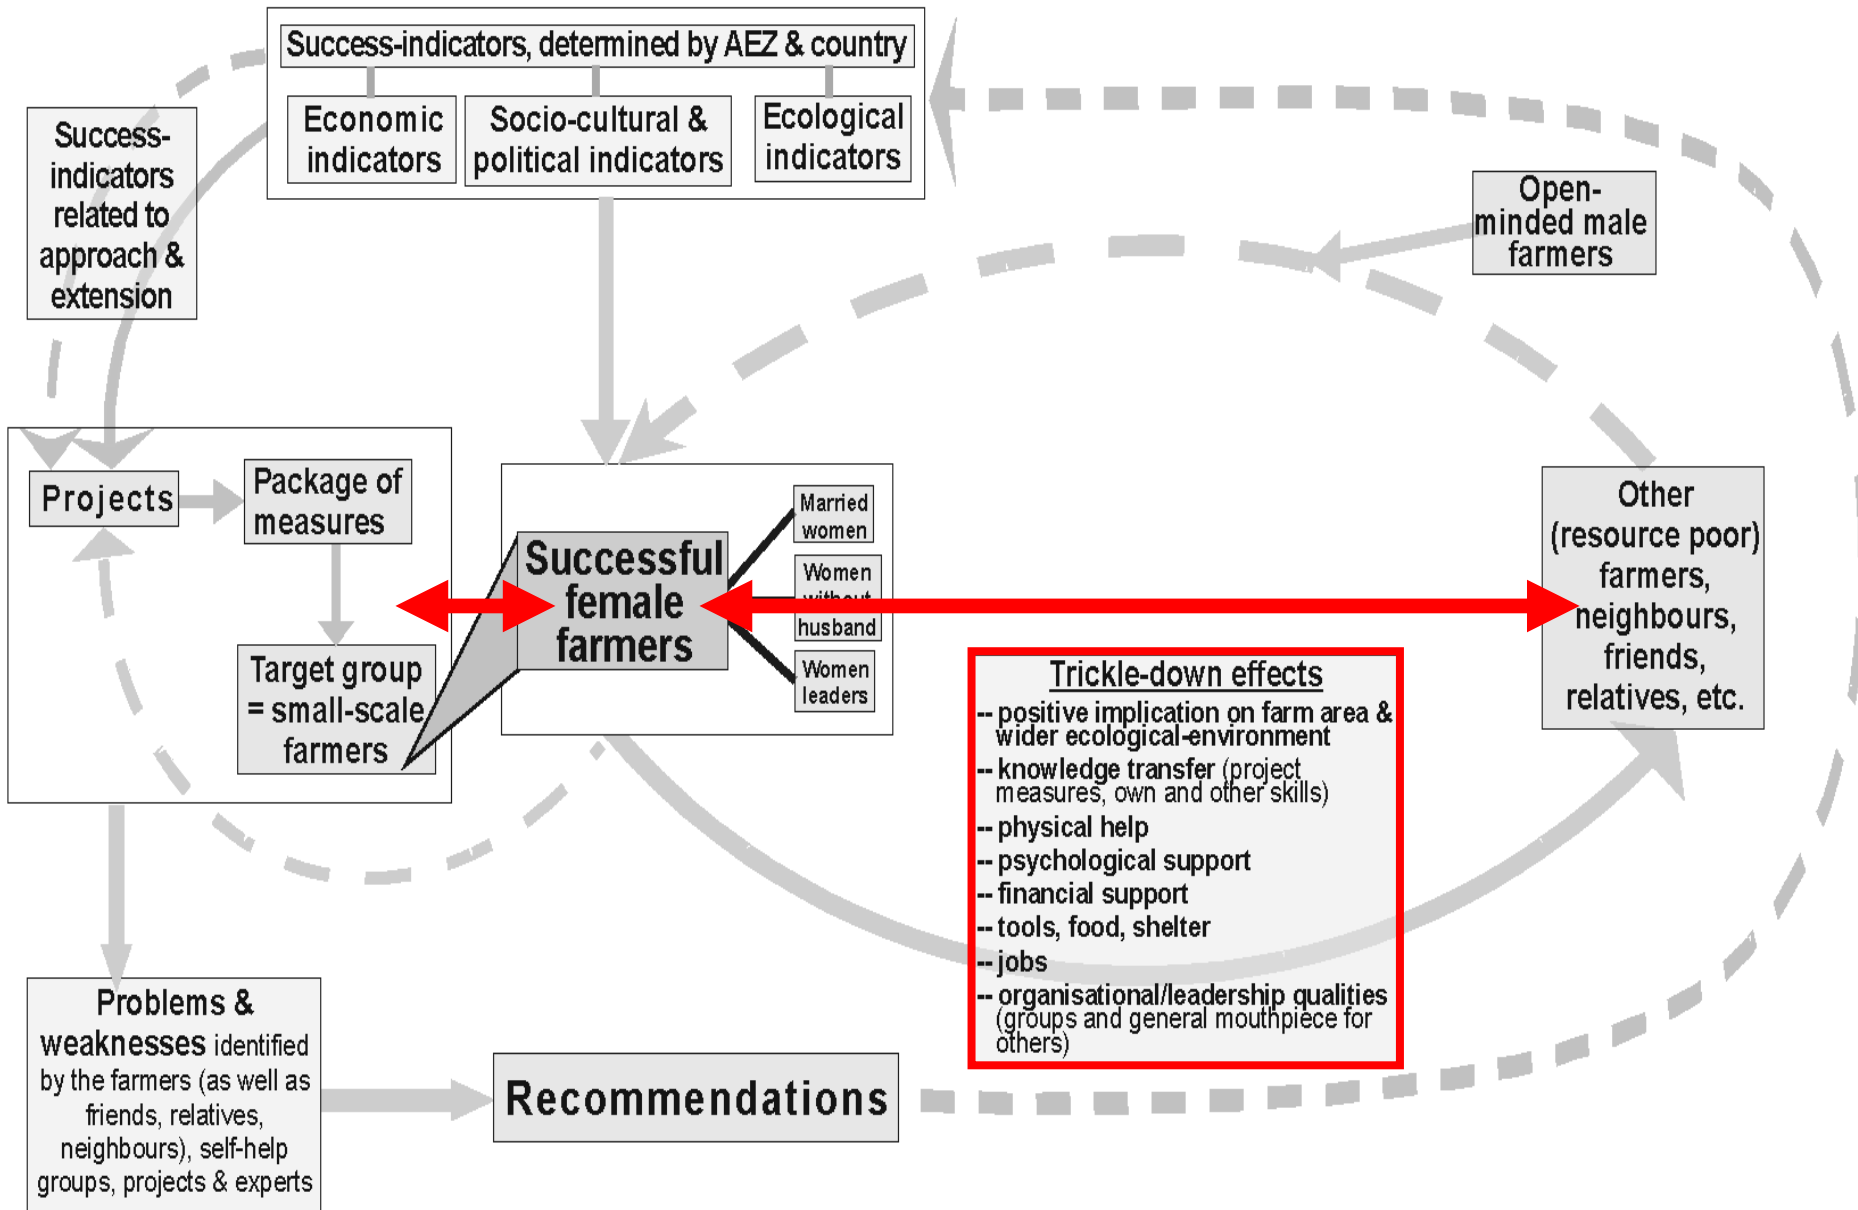 Success-indicators, determined by AEZ & country
Economic
indicators
Socio-cultural &
political indicators
Ecological
indicators
Success-
indicators
related to
approach &
extension
Open-
minded male
farmers
Projects
Package of
measures
Target group
= small-scale
farmers
Successful
female
farmers
Married
women
Women
without
husband
Women
leaders
Other
(resource poor)
farmers,
neighbours,
friends,
relatives, etc.
Trickle-down effects
-- positive implication on farm area &
wider ecological-environment
-- knowledge transfer (project
measures, own and other skills)
-- physical help
-- psychological support
-- financial support
-- tools, food, shelter
-- jobs
-- organisational/leadership qualities
(groups and general mouthpiece for
others)
Problems &
weaknesses identified
by the farmers (as well as
friends, relatives,
neighbours), self-help
groups, projects & experts
Recommendations